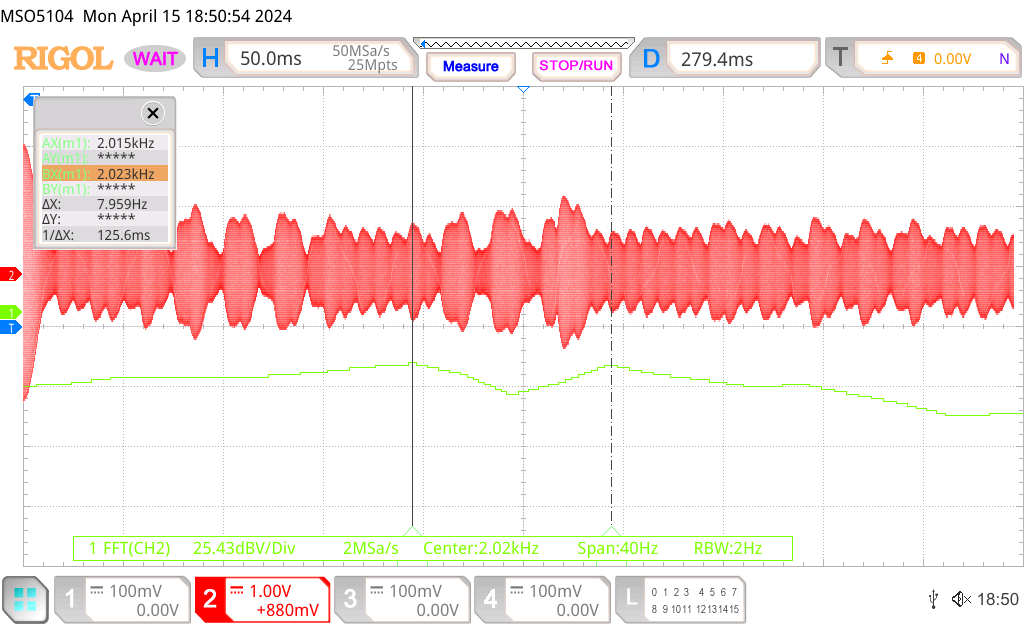 MSO5104 Mon April 15 18:50:54 2024
RIGOL WAIT H 50.0ms 50MSa/s 25Mpts Measure STOP/RUN D 279.4ms T 4 0.00V N
T
AX(m1): 2.015kHz
AY(m1): *****
BX(m1): 2.023kHz
BY(m1): *****
ΔX: 7.959Hz
ΔY: *****
1/ΔX: 125.6ms
2
1
T
1 FFT(CH2) 25.43dBV/Div 2MSa/s Center:2.02kHz Span:40Hz RBW:2Hz
1 100mV 0.00V
2 1.00V +880mV
3 100mV 0.00V
4 100mV 0.00V
L 0 1 2 3 4 5 6 7
8 9 10 11 12 13 14 15
18:50